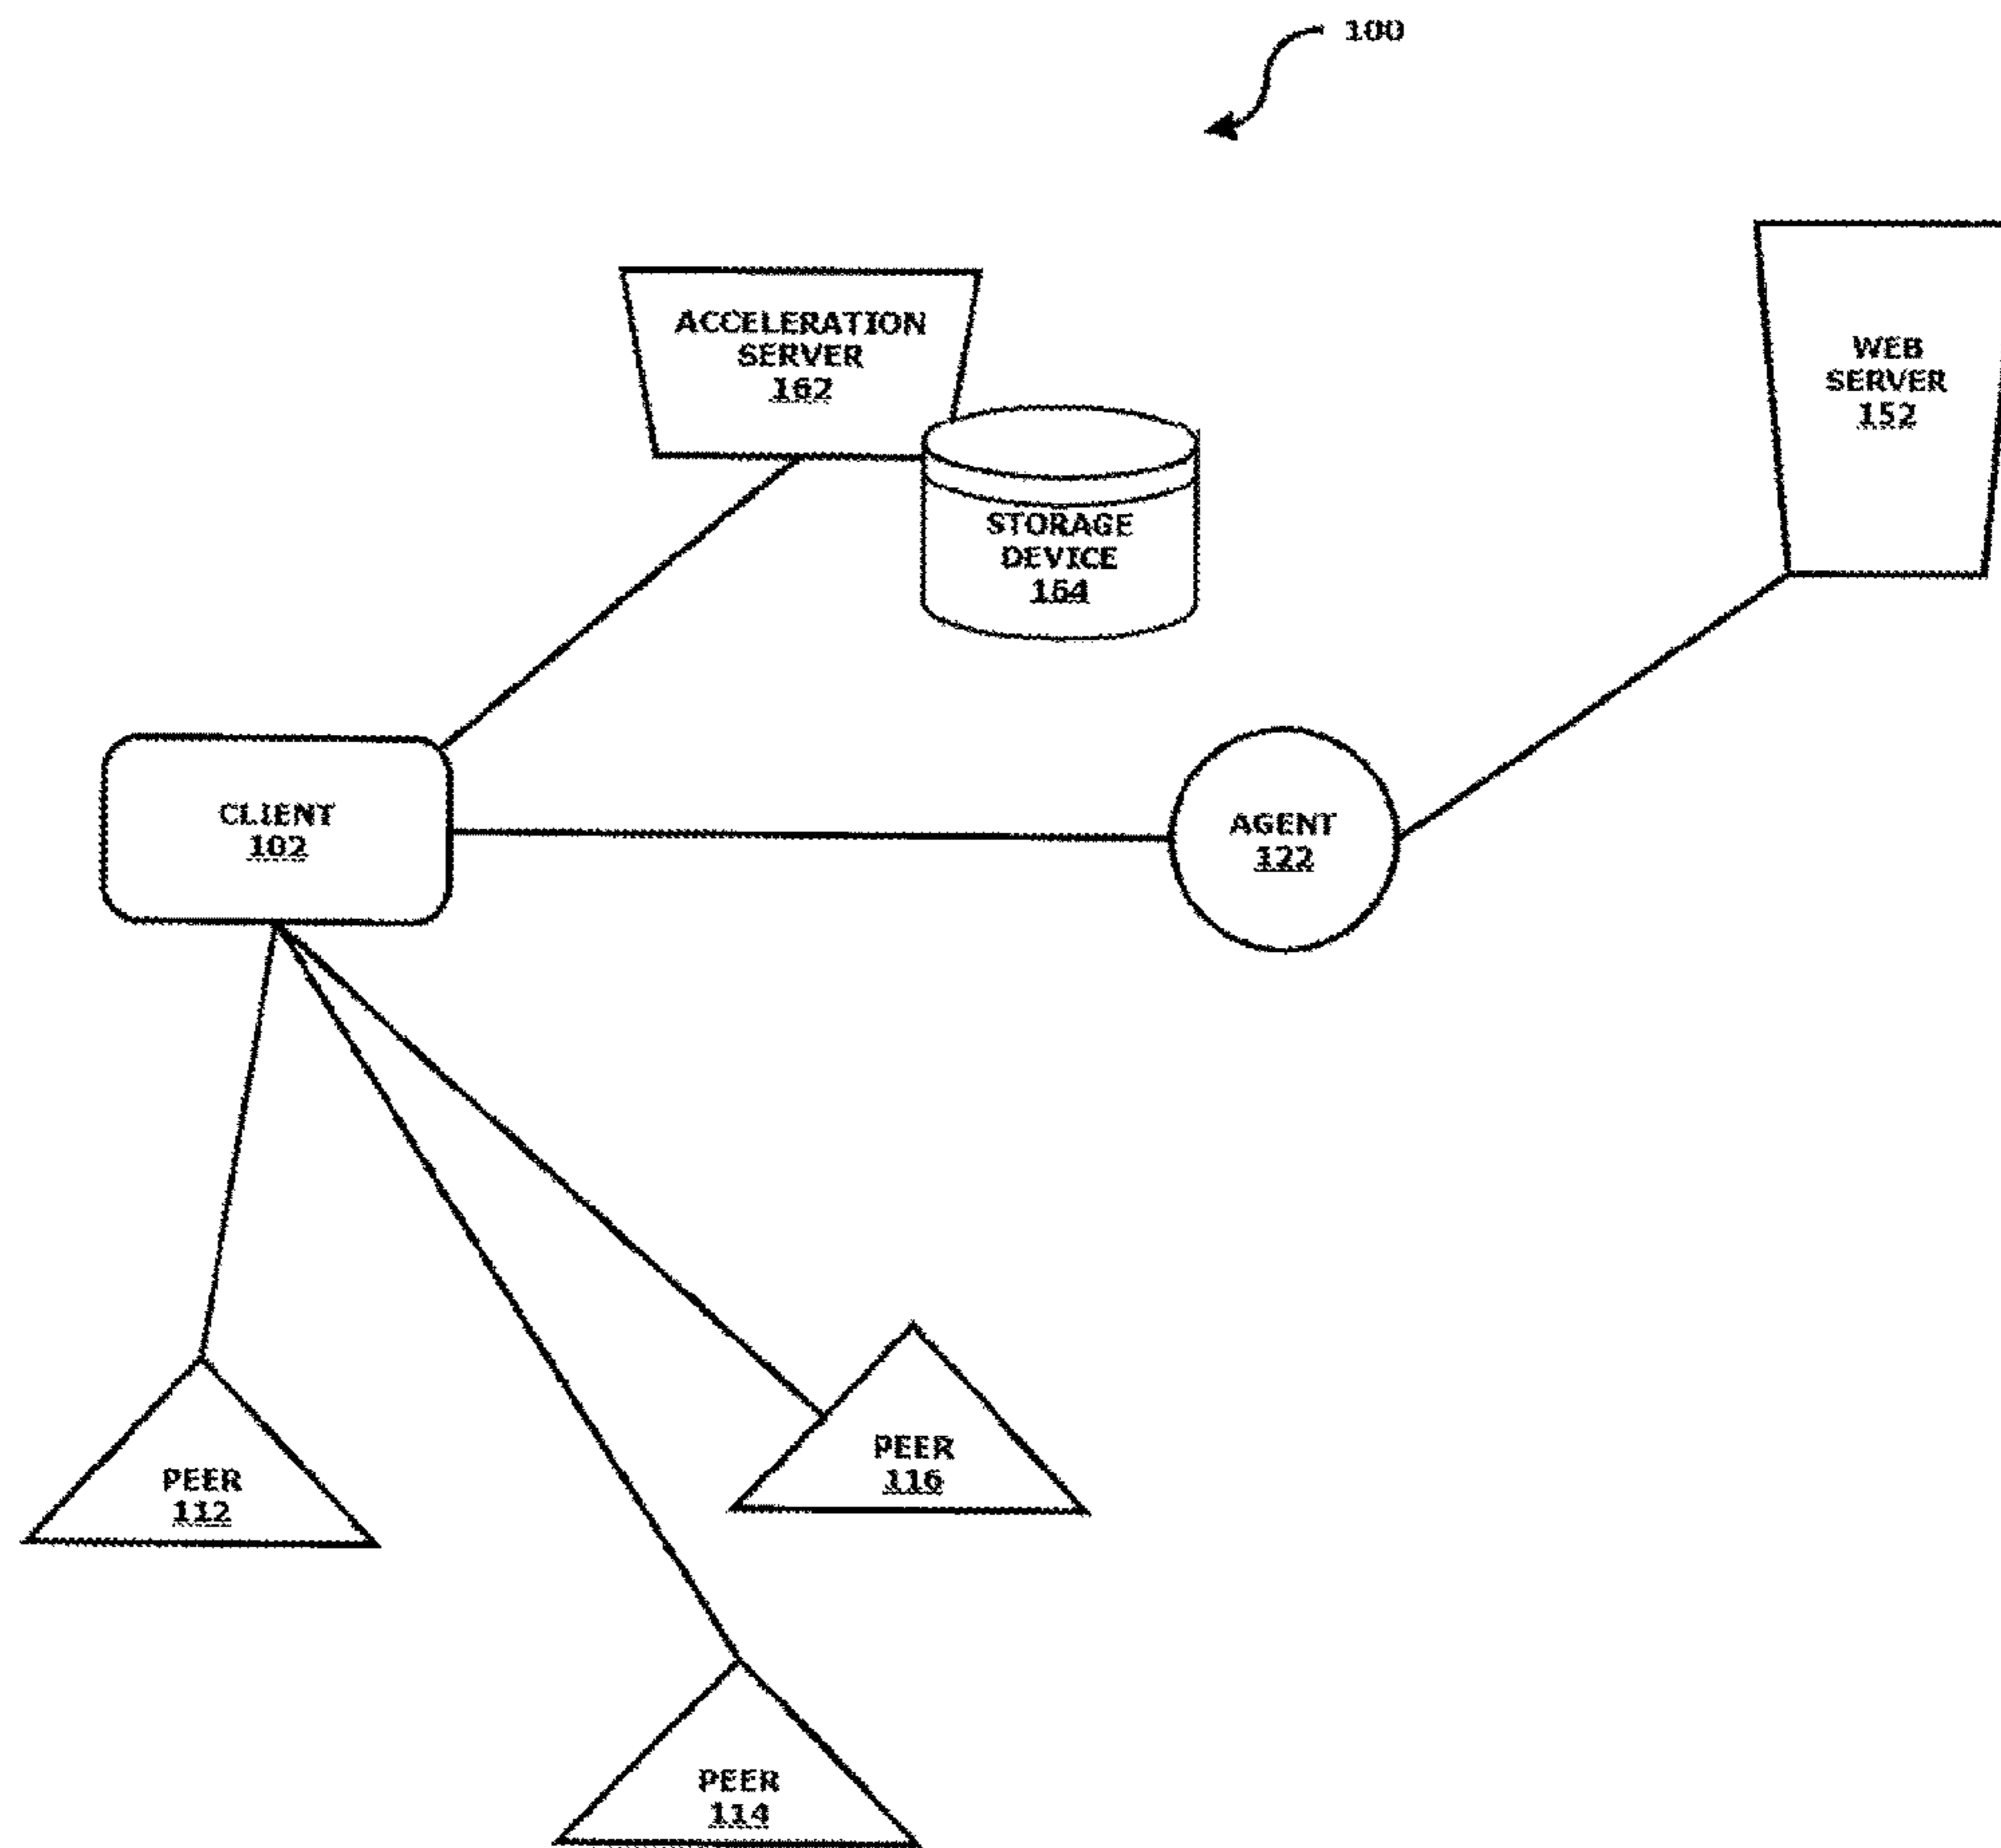 100
ACCELERATION
SERVER
162
WEB
SERVER
152
STORAGE
DEVICE
164
CLIENT
102
AGENT
122
PEER
116
PEER
112
PEER
114